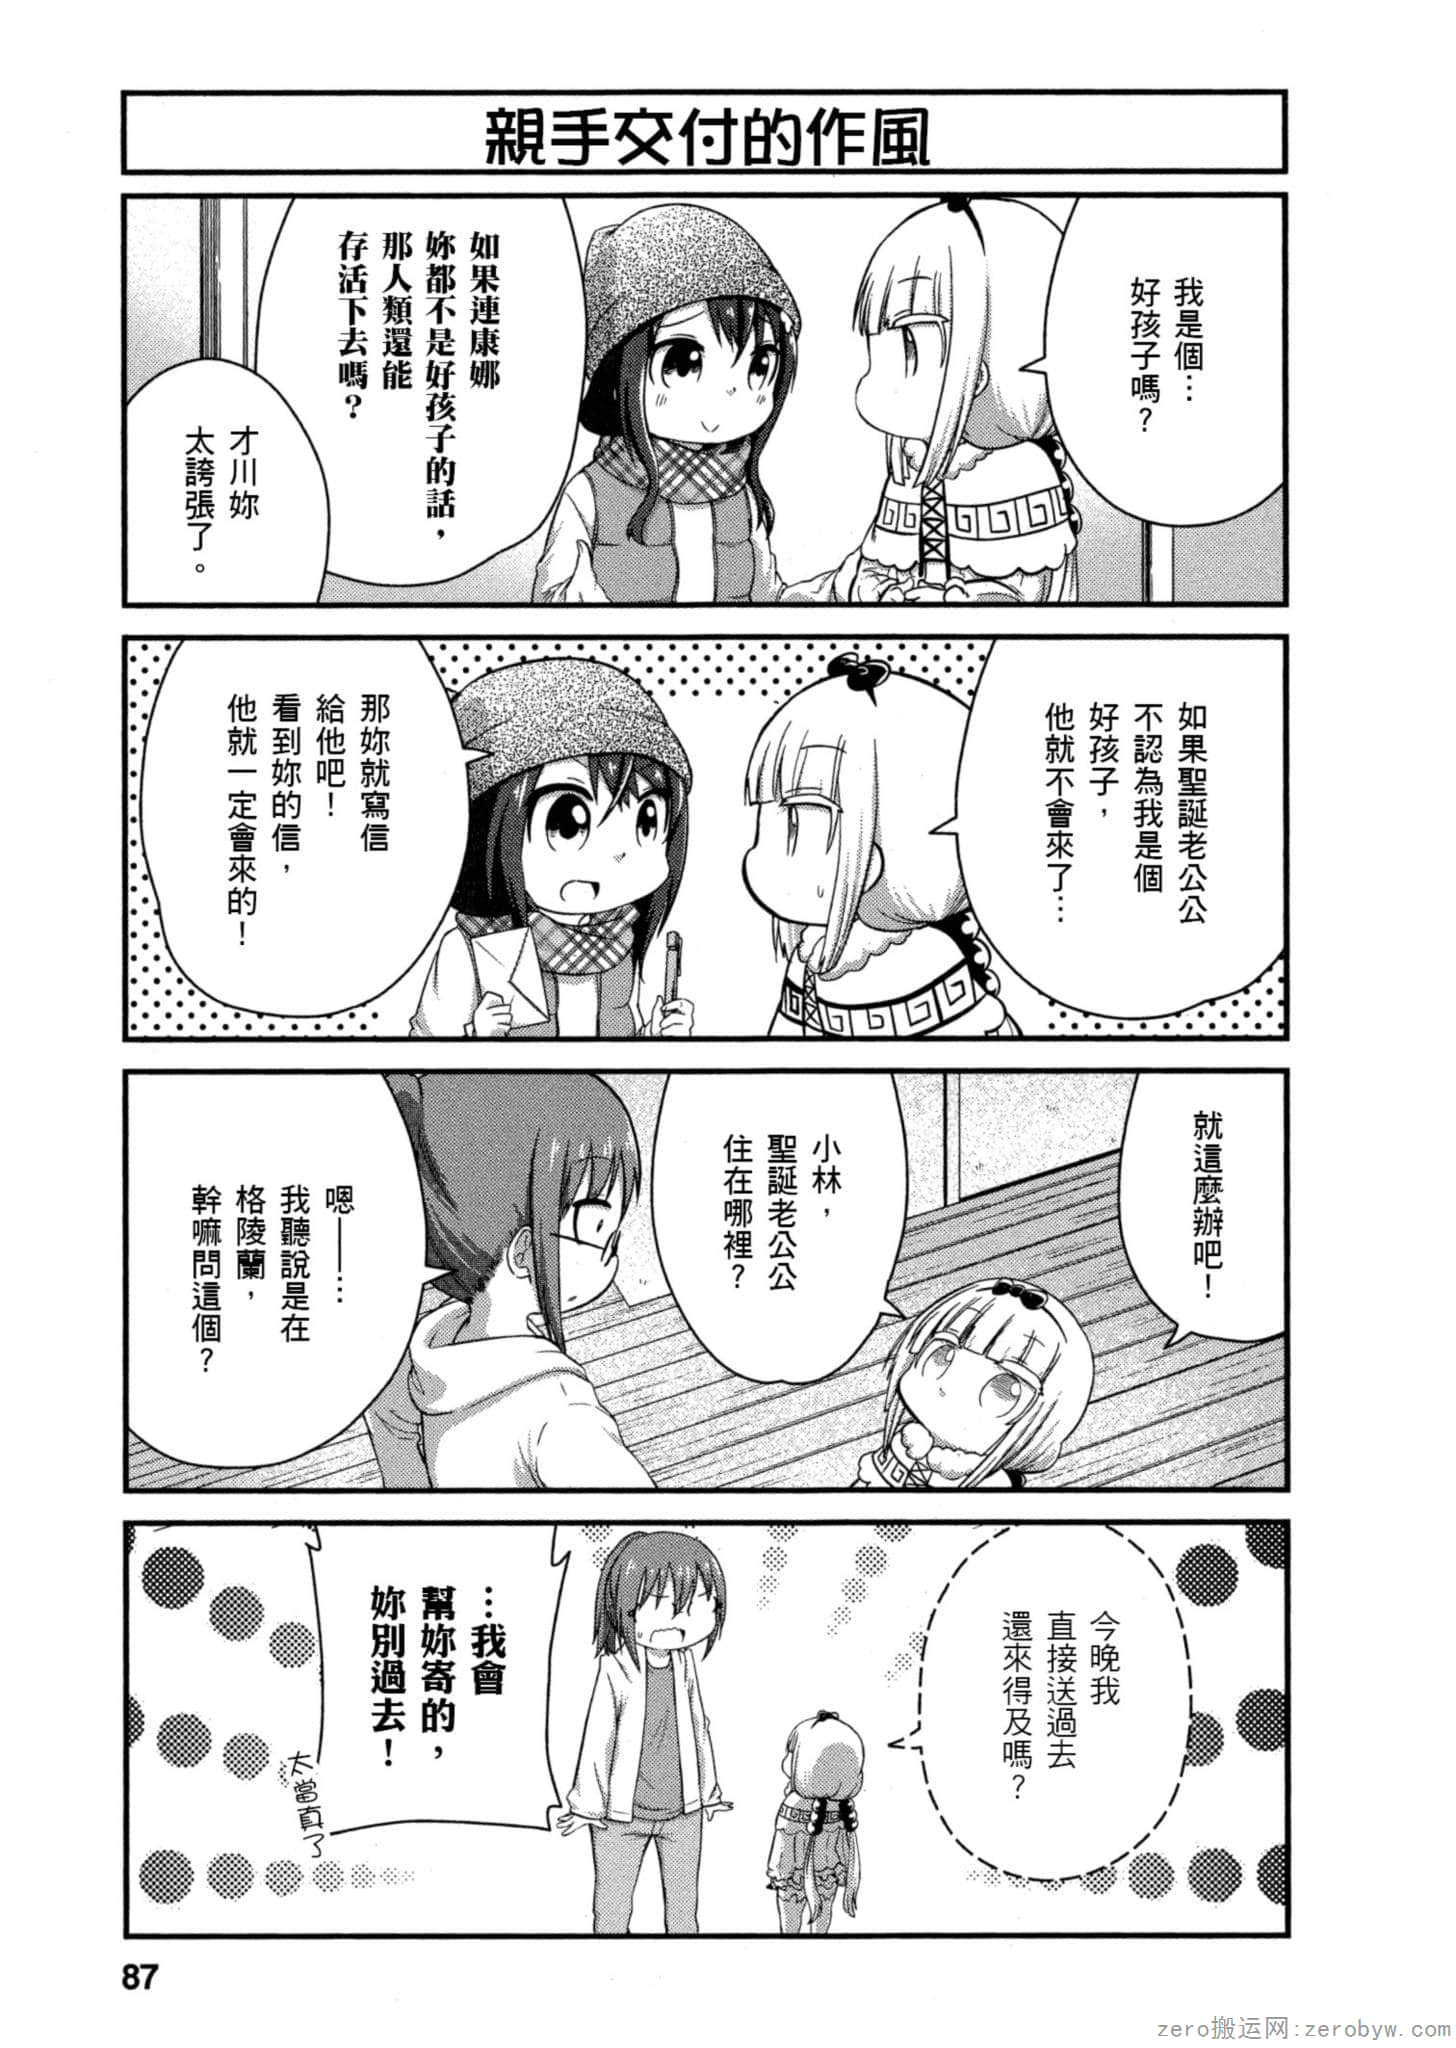 親手交付的作風
我是個…
好孩子嗎？
如果連康娜
妳都不是好孩子的話，
那人類還能
存活下去嗎？
才川妳
太誇張了。
如果聖誕老公公
不認為我是個
好孩子，
他就不會來了…
那妳就寫信
給他吧！
看到妳的信，
他就一定會來的！
就這麼辦吧！
小林，
聖誕老公公
住在哪裡？
嗯——…
我聽說是在
格陵蘭，
幹嘛問這個？
今晚我
直接送過去
還來得及嗎？
…我會
幫妳寄的，
妳別過去！
太當真了
87
zero搬运网:zerobyw.com